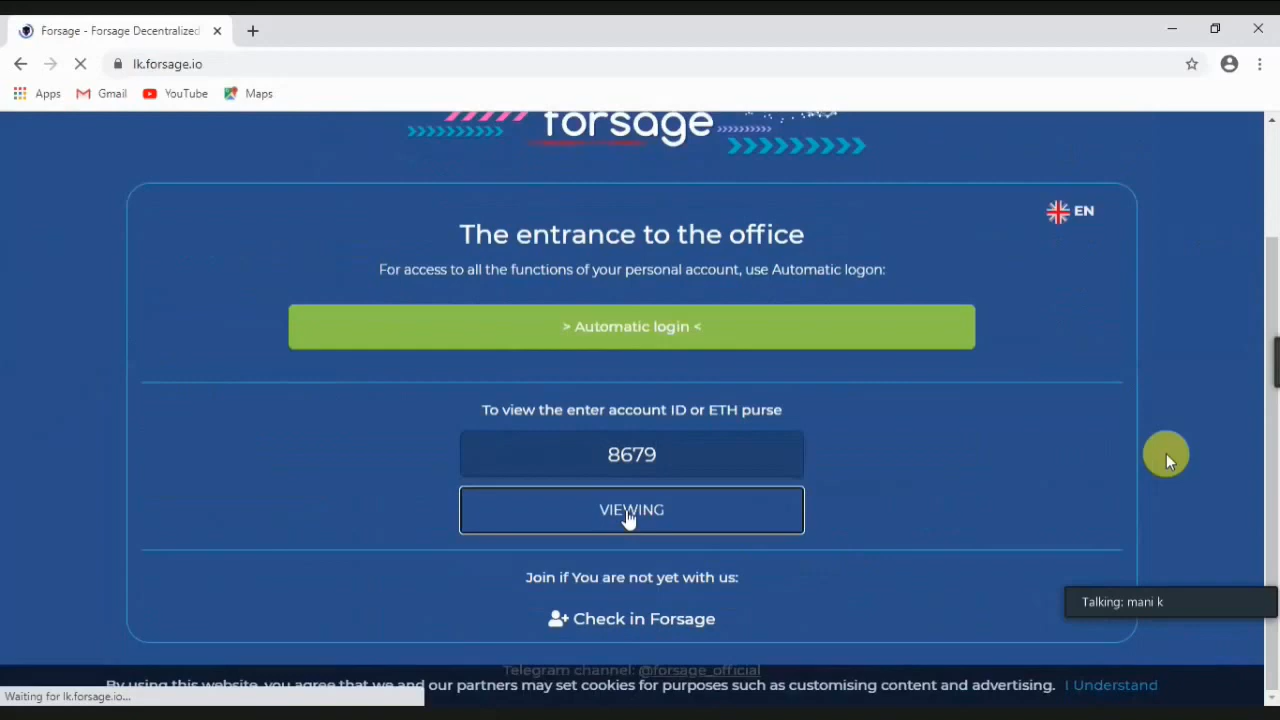 Forsage - Forsage Decentralized
lk.forsage.io
Apps
Gmail
YouTube
Maps
forsage
EN
The entrance to the office
For access to all the functions of your personal account, use Automatic logon:
> Automatic login <
To view the enter account ID or ETH purse
8679
VIEWING
Join if You are not yet with us:
Check in Forsage
Talking: mani k
Telegram channel: @forsage_official
By using this website, you agree that we and our partners may set cookies for purposes such as customising content and advertising. I Understand
Waiting for lk.forsage.io...